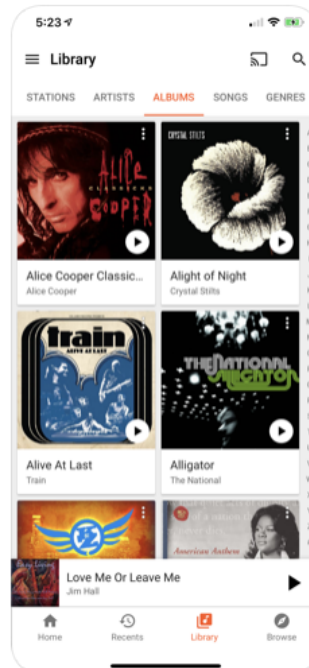 5:23
Library
STATIONS ARTISTS ALBUMS SONGS GENRES
ALICE
CLASSICKS
COOPER
CRYSTAL STILTS
Alice Cooper Classic...
Alice Cooper
Alight of Night
Crystal Stilts
train
ALIVE AT LAST
THE NATIONAL
ALLIGATOR
Alive At Last
Train
Alligator
The National
American Anthem
Love Me Or Leave Me
Jim Hall
Home
Recents
Library
Browse